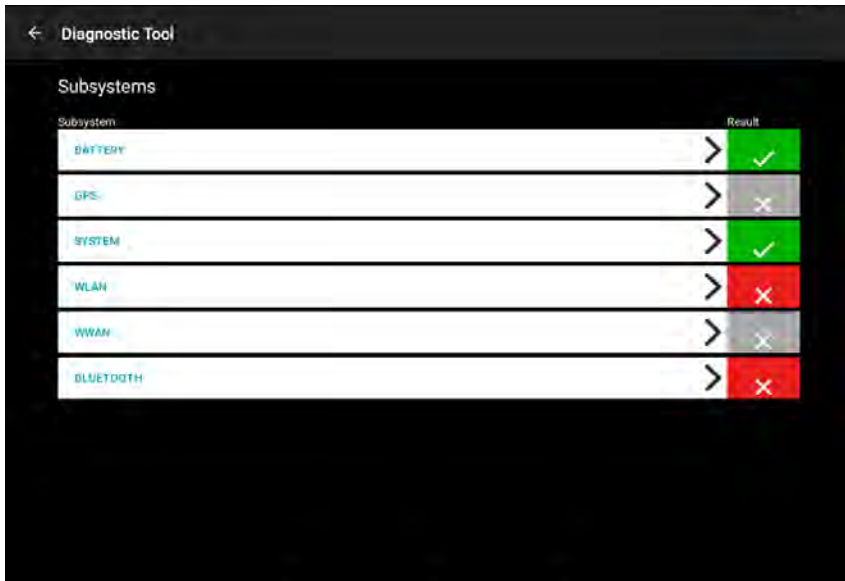 Diagnostic Tool
Subsystems
Subsystem Result
BATTERY
GPS
SYSTEM
WLAN
WWAN
BLUETOOTH